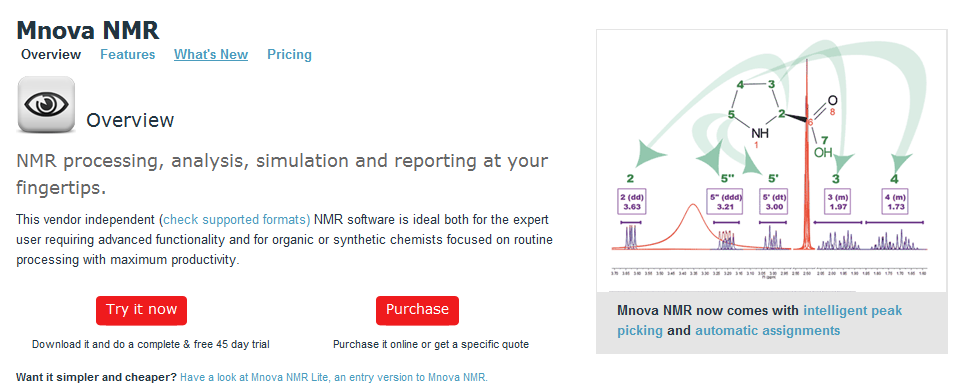 Mnova NMR
Overview Features What's New Pricing
Overview
NMR processing, analysis, simulation and reporting at your
fingertips.
This vendor independent (check supported formats) NMR software is ideal both for the expert
user requiring advanced functionality and for organic or synthetic chemists focused on routine
processing with maximum productivity.
Try it now
Purchase
Download it and do a complete & free 45 day trial
Purchase it online or get a specific quote
Want it simpler and cheaper? Have a look at Mnova NMR Lite, an entry version to Mnova NMR.
4 3
5 2
NH
1
6
O
8
7
OH
2 5'' 5' 3 4
2 (dd) 5'' (ddd) 5' (dt) 3 (m) 4 (m)
3.63 3.21 3.00 1.97 1.73
Mnova NMR now comes with intelligent peak
picking and automatic assignments